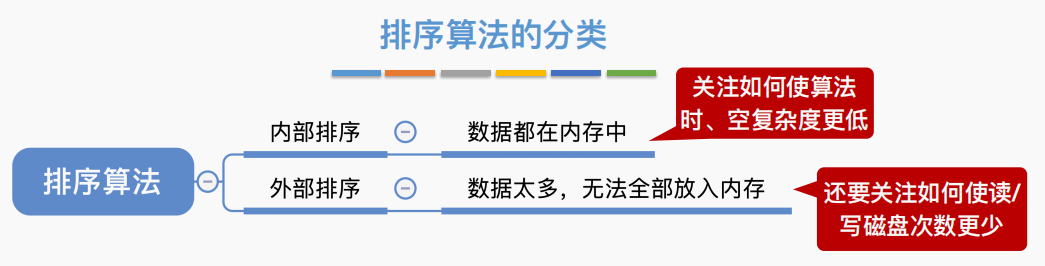 排序算法的分类
关注如何使算法
时、空复杂度更低
内部排序
数据都在内存中
排序算法
外部排序
数据太多，无法全部放入内存
还要关注如何使读/
写磁盘次数更少